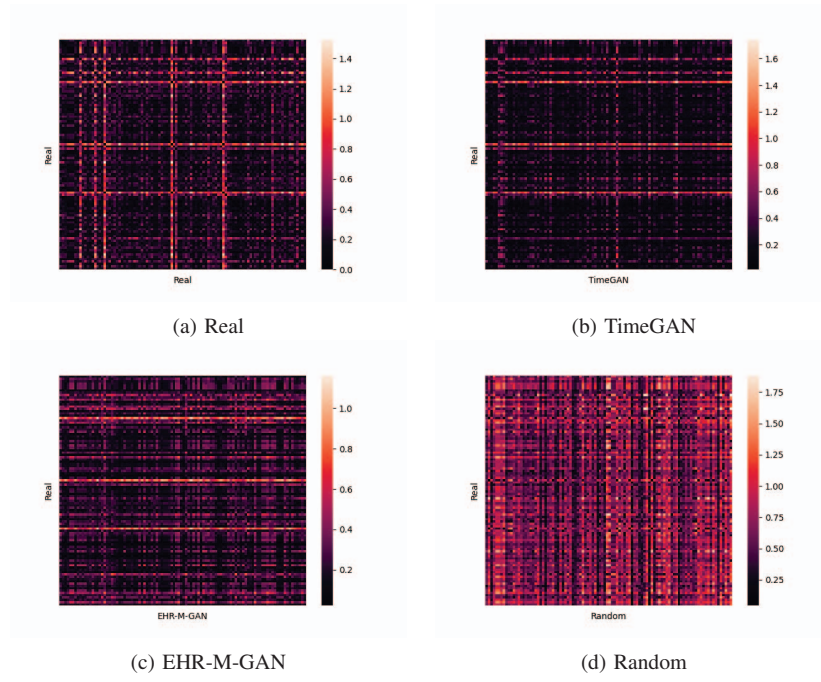 1.4
1.2
1.0
0.8
0.6
0.4
0.2
0.0
Real
Real
(a) Real
1.6
1.4
1.2
1.0
0.8
0.6
0.4
0.2
Real
TimeGAN
(b) TimeGAN
1.0
0.8
0.6
0.4
0.2
Real
EHR-M-GAN
(c) EHR-M-GAN
1.75
1.50
1.25
1.00
0.75
0.50
0.25
Real
Random
(d) Random